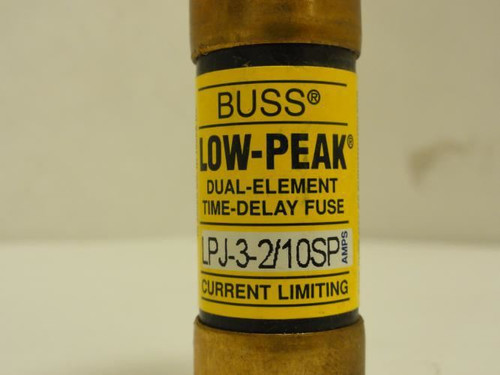 BUSS®
LOW-PEAK®
DUAL-ELEMENT
TIME-DELAY FUSE
LPJ-3-2/10SP AMPS
CURRENT LIMITING